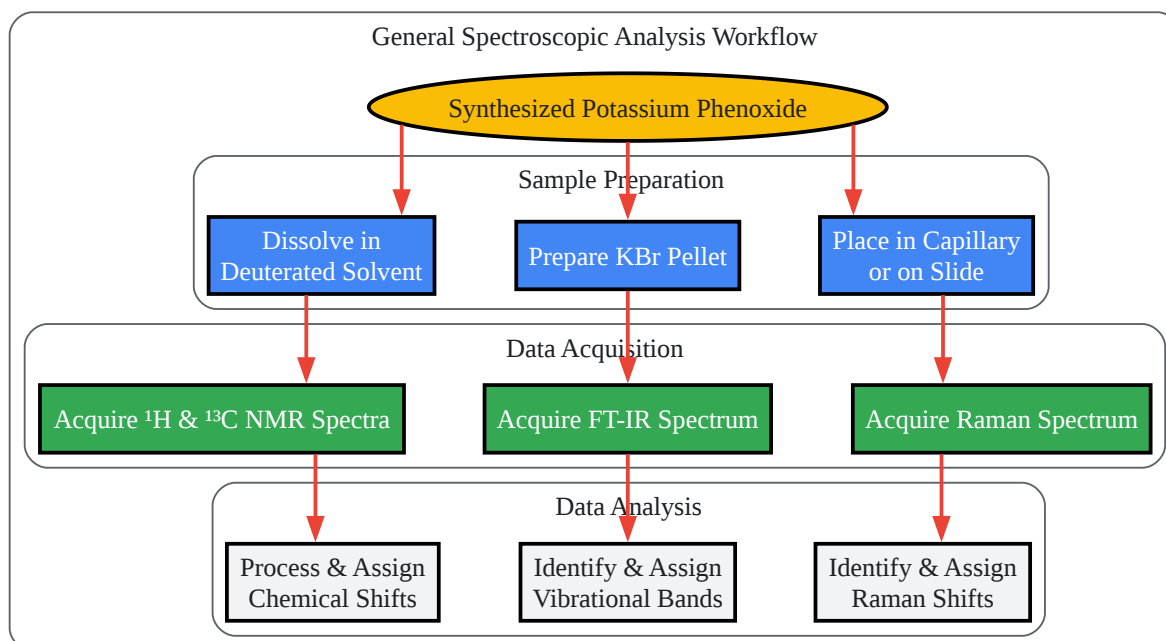 General Spectroscopic Analysis Workflow
Synthesized Potassium Phenoxide
Sample Preparation
Dissolve in
Deuterated Solvent
Prepare KBr Pellet
Place in Capillary
or on Slide
Data Acquisition
Acquire ¹H & ¹³C NMR Spectra
Acquire FT-IR Spectrum
Acquire Raman Spectrum
Data Analysis
Process & Assign
Chemical Shifts
Identify & Assign
Vibrational Bands
Identify & Assign
Raman Shifts